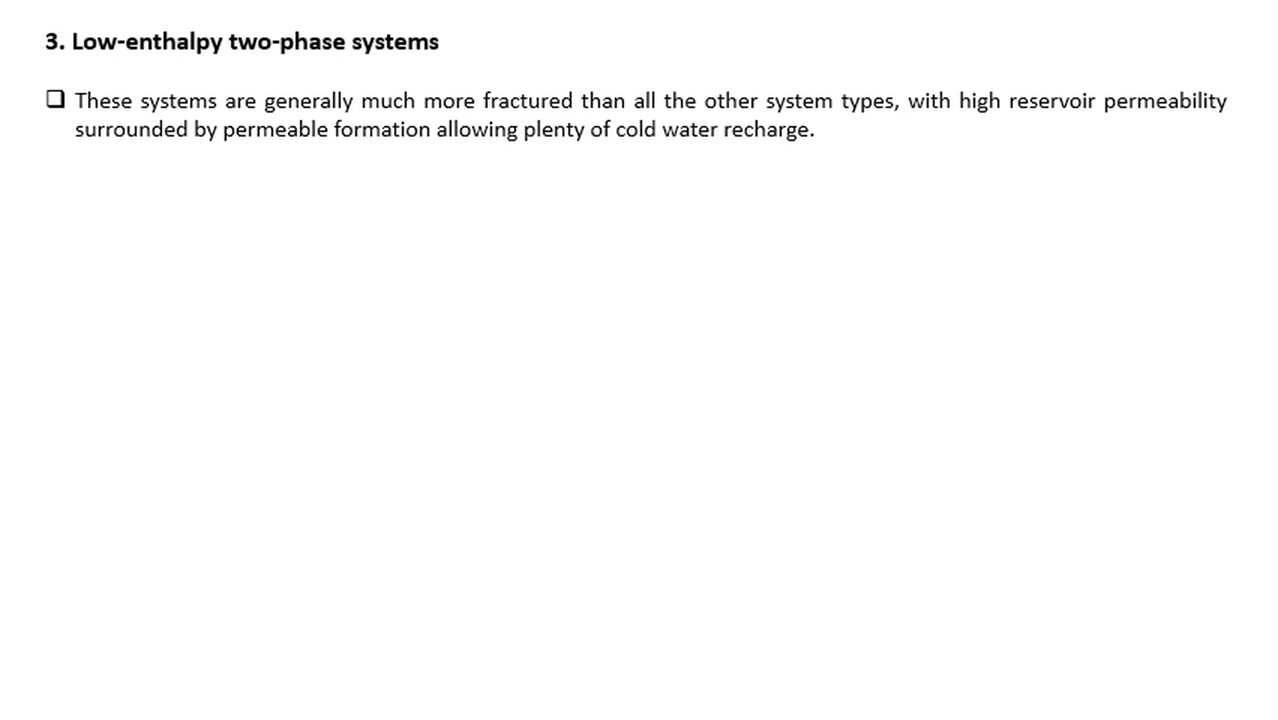 3. Low-enthalpy two-phase systems
❑ These systems are generally much more fractured than all the other system types, with high reservoir permeability
surrounded by permeable formation allowing plenty of cold water recharge.